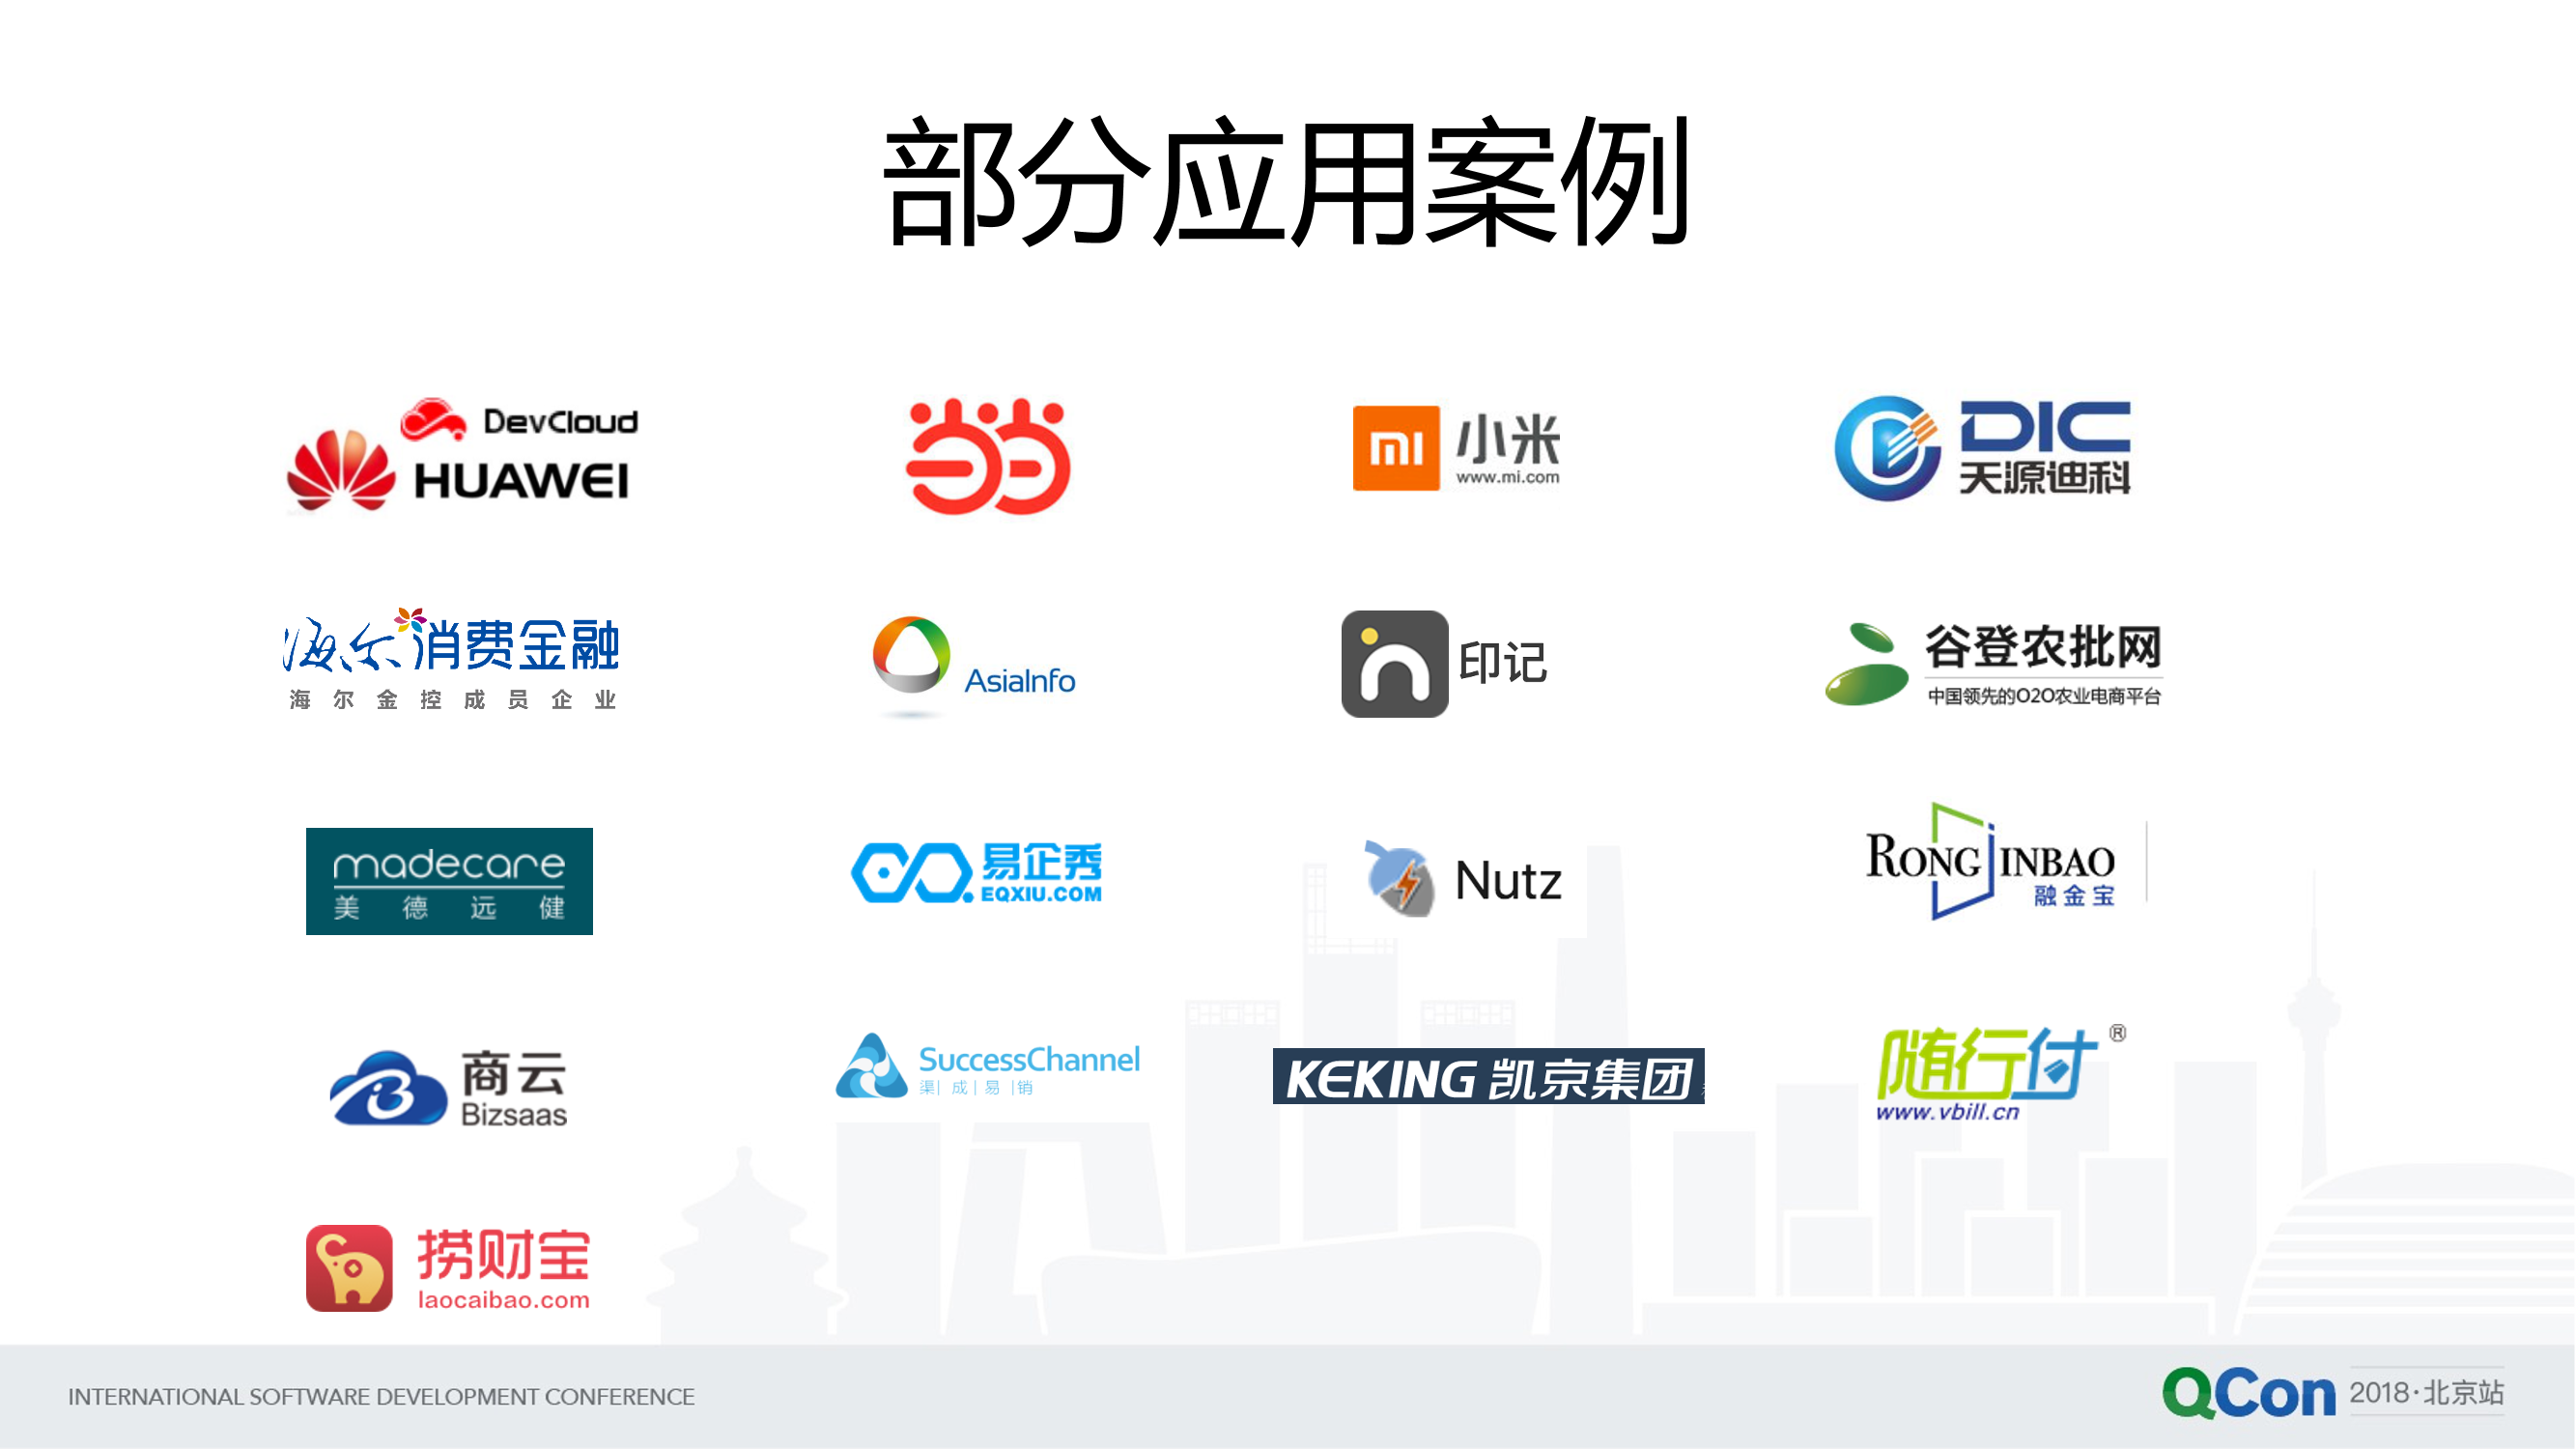 部分应用案例
DevCloud
HUAWEI
当当
mi 小米
www.mi.com
DIC
天源迪科
海尔消费金融
海尔金控成员企业
AsiaInfo
印记
谷登农批网
中国领先的O2O农业电商平台
madecare
美德远健
易企秀
EQXIU.COM
Nutz
RONGJINBAO
融金宝
商云
Bizsaas
SuccessChannel
渠|成|易|销
KEKING 凯京集团
随行付®
www.vbill.cn
捞财宝
laocaibao.com
INTERNATIONAL SOFTWARE DEVELOPMENT CONFERENCE
QCon 2018·北京站